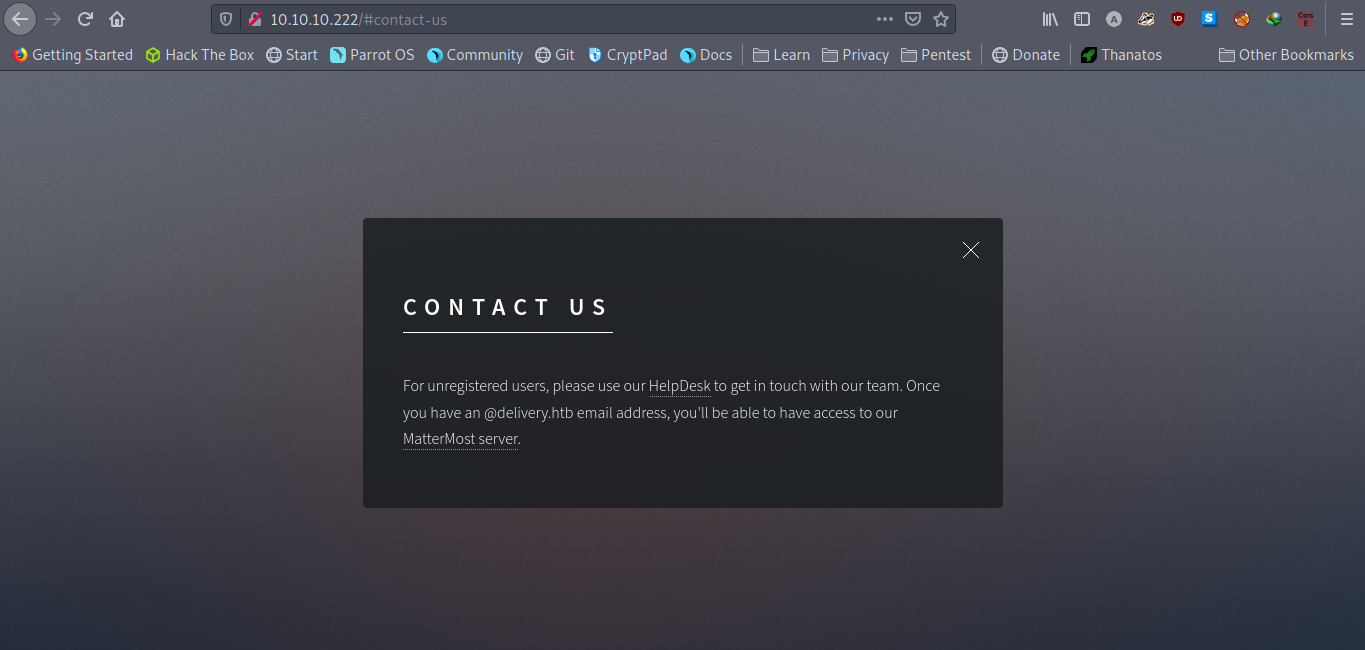 10.10.10.222/#contact-us
Getting Started Hack The Box Start Parrot OS Community Git CryptPad Docs Learn Privacy Pentest Donate Thanatos Other Bookmarks
CONTACT US
For unregistered users, please use our HelpDesk to get in touch with our team. Once
you have an @delivery.htb email address, you'll be able to have access to our
MatterMost server.